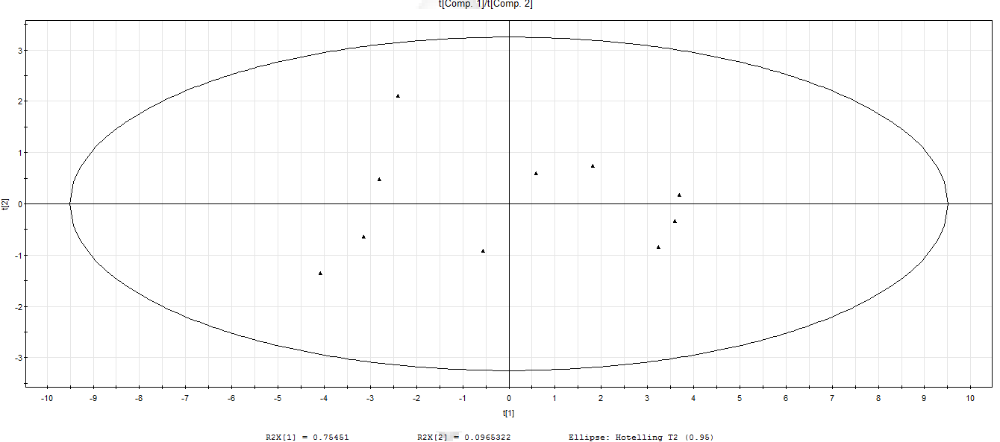 t[Comp. 1]/t[Comp. 2]
3
2
1
0
-1
-2
-3
t[2]
-10 -9 -8 -7 -6 -5 -4 -3 -2 -1 0 1 2 3 4 5 6 7 8 9 10
t[1]
R2X[1] = 0.75451 R2X[2] = 0.0965322 Ellipse: Hotelling T2 (0.95)